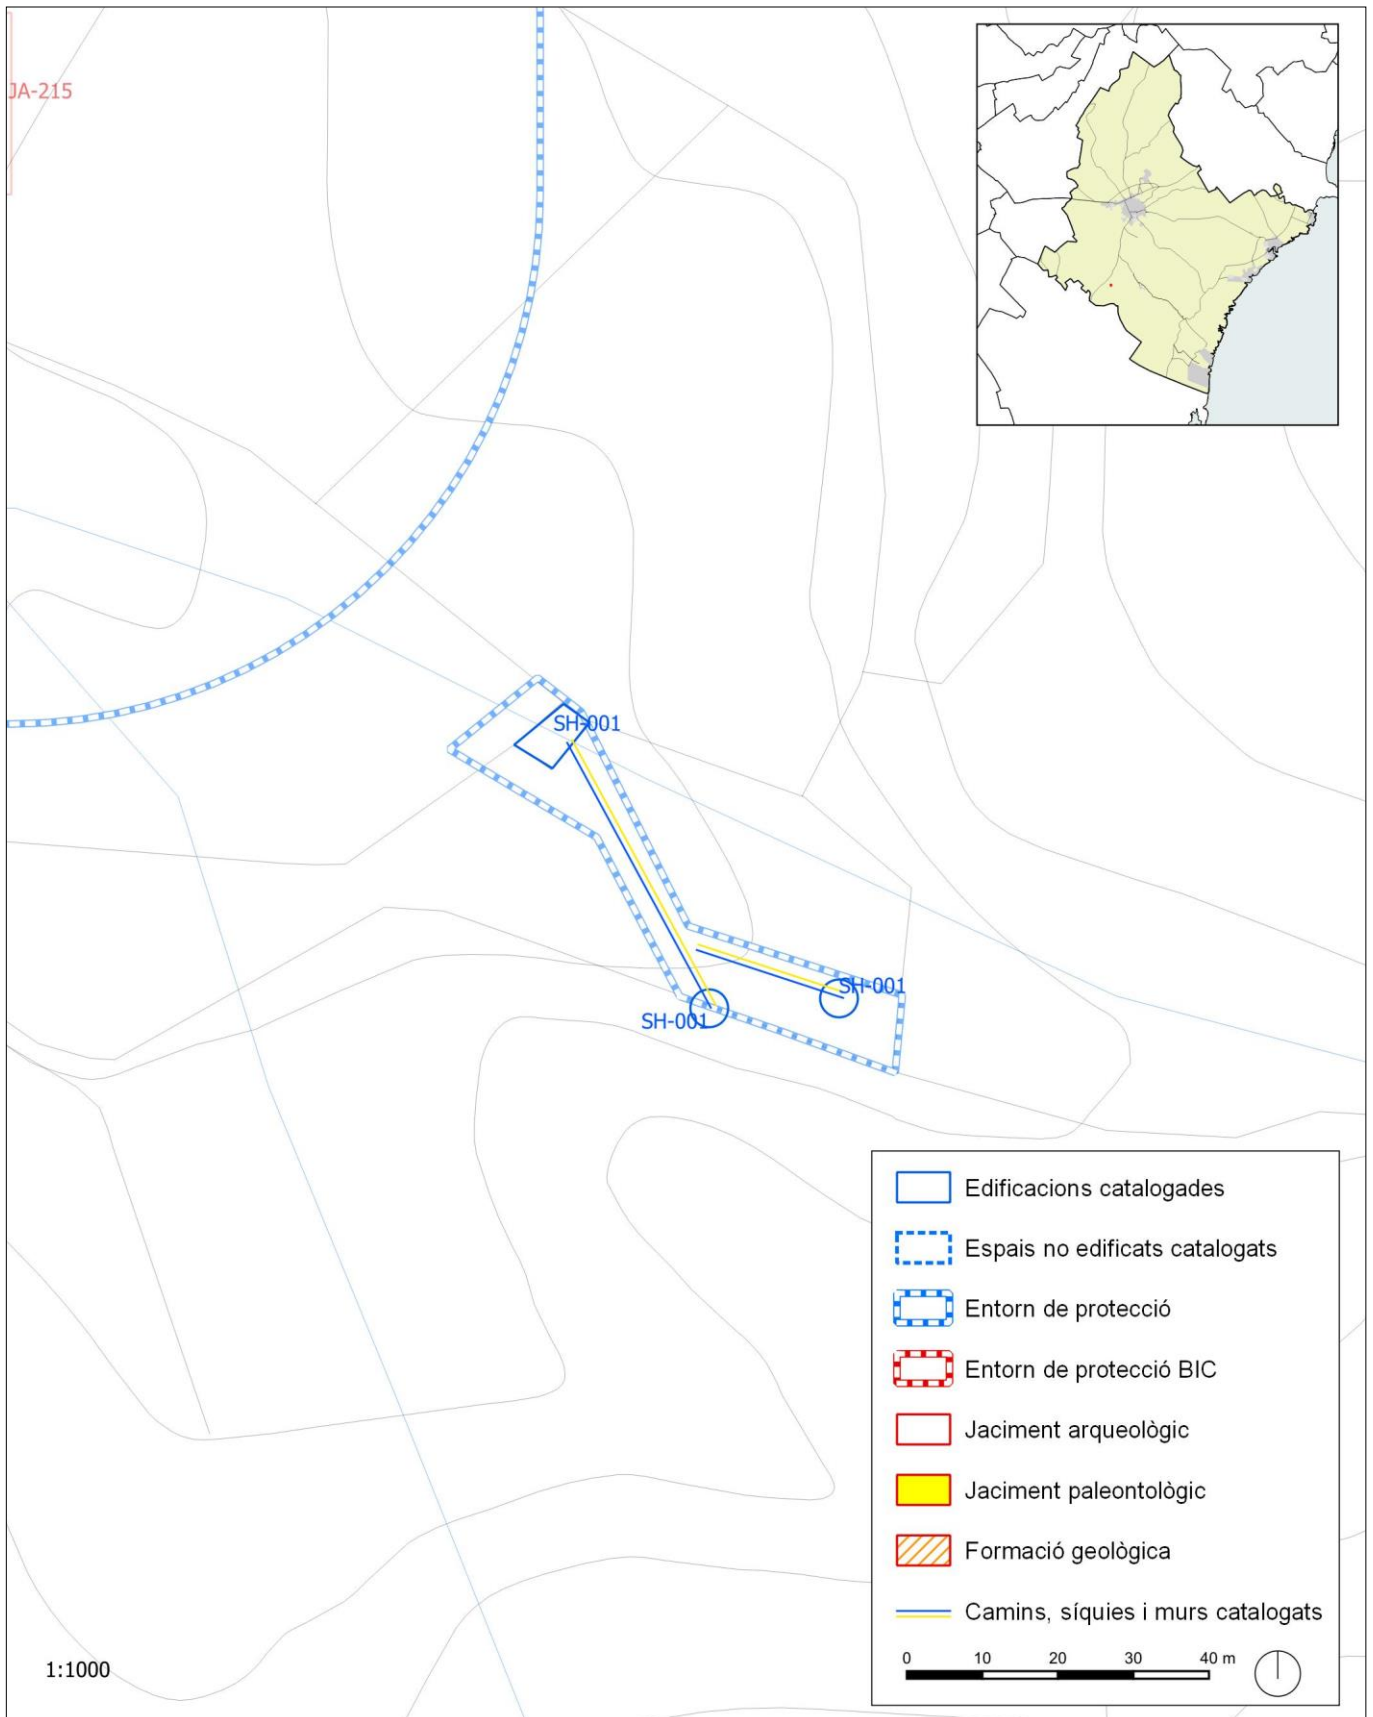 JA-215
SH-001
SH-001
SH-001
Edificacions catalogades
Espais no edificats catalogats
Entorn de protecció
Entorn de protecció BIC
Jaciment arqueològic
Jaciment paleontològic
Formació geològica
Camins, síquies i murs catalogats
0 10 20 30 40 m
1:1000